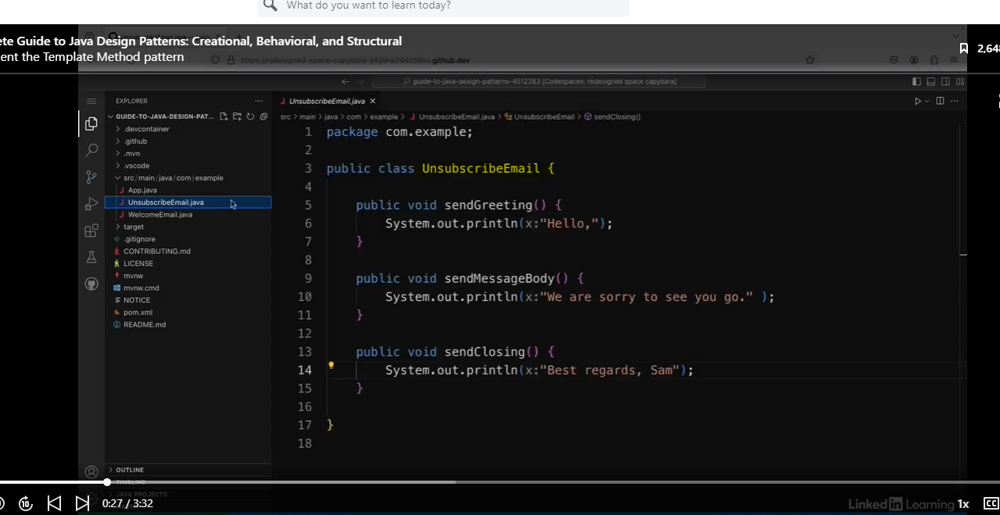 What do you want to learn today?
ete Guide to Java Design Patterns: Creational, Behavioral, and Structural
ent the Template Method pattern
2,648
https://redesigned-space-capybara-jj4jj9rw744c59xx.github.dev
guide-to-java-design-patterns-4512383 [Codespaces: redesigned space capybara]
EXPLORER
GUIDE-TO-JAVA-DESIGN-PAT...
.devcontainer
.github
.mvn
.vscode
src/main/java/com/example
App.java
UnsubscribeEmail.java
WelcomeEmail.java
target
.gitignore
CONTRIBUTING.md
LICENSE
mvnw
mvnw.cmd
NOTICE
pom.xml
README.md
OUTLINE
TIMELINE
JAVA PROJECTS
UnsubscribeEmail.java
src > main > java > com > example > UnsubscribeEmail.java > UnsubscribeEmail > sendClosing()
1 package com.example;
2
3 public class UnsubscribeEmail {
4
5 public void sendGreeting() {
6 System.out.println(x:"Hello,");
7 }
8
9 public void sendMessageBody() {
10 System.out.println(x:"We are sorry to see you go." );
11 }
12
13 public void sendClosing() {
14 System.out.println(x:"Best regards, Sam");
15 }
16
17 }
18
10
0:27 / 3:32
LinkedIn Learning
1x
CC